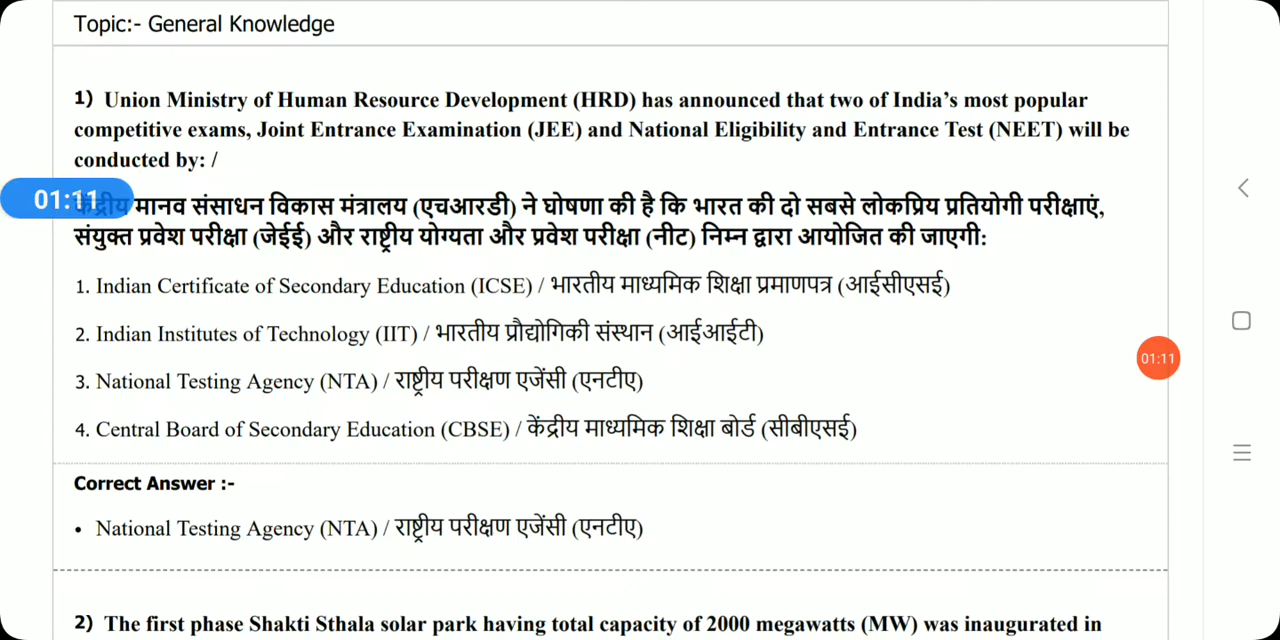 Topic:- General Knowledge
1) Union Ministry of Human Resource Development (HRD) has announced that two of India's most popular
competitive exams, Joint Entrance Examination (JEE) and National Eligibility and Entrance Test (NEET) will be
conducted by: /
01:11
मानव संसाधन विकास मंत्रालय (एचआरडी) ने घोषणा की है कि भारत की दो सबसे लोकप्रिय प्रतियोगी परीक्षाएं,
संयुक्त प्रवेश परीक्षा (जेईई) और राष्ट्रीय योग्यता और प्रवेश परीक्षा (नीट) निम्न द्वारा आयोजित की जाएगी:
1. Indian Certificate of Secondary Education (ICSE) / भारतीय माध्यमिक शिक्षा प्रमाणपत्र (आईसीएसई)
2. Indian Institutes of Technology (IIT) / भारतीय प्रौद्योगिकी संस्थान (आईआईटी)
01:11
3. National Testing Agency (NTA) / राष्ट्रीय परीक्षण एजेंसी (एनटीए)
4. Central Board of Secondary Education (CBSE) / केंद्रीय माध्यमिक शिक्षा बोर्ड (सीबीएसई)
Correct Answer :-
• National Testing Agency (NTA) / राष्ट्रीय परीक्षण एजेंसी (एनटीए)
2) The first phase Shakti Sthala solar park having total capacity of 2000 megawatts (MW) was inaugurated in